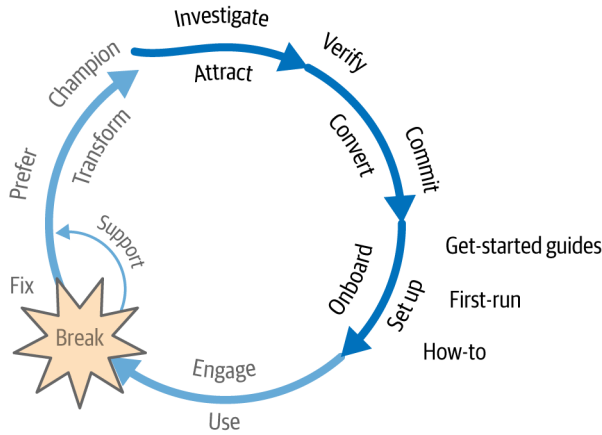 Investigate
Attract
Verify
Convert
Commit
Onboard
Set up
Get-started guides
First-run
How-to
Engage
Use
Break
Fix
Support
Prefer
Transform
Champion